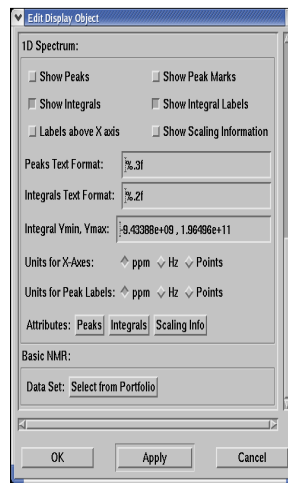 Edit Display Object
1D Spectrum:
Show Peaks Show Peak Marks
Show Integrals Show Integral Labels
Labels above X axis Show Scaling Information
Peaks Text Format: %.3f
Integrals Text Format: %.2f
Integral Ymin, Ymax: -9.43388e+09 , 1.96496e+11
Units for X-Axes: ppm Hz Points
Units for Peak Labels: ppm Hz Points
Attributes: Peaks Integrals Scaling Info
Basic NMR:
Data Set: Select from Portfolio
OK Apply Cancel